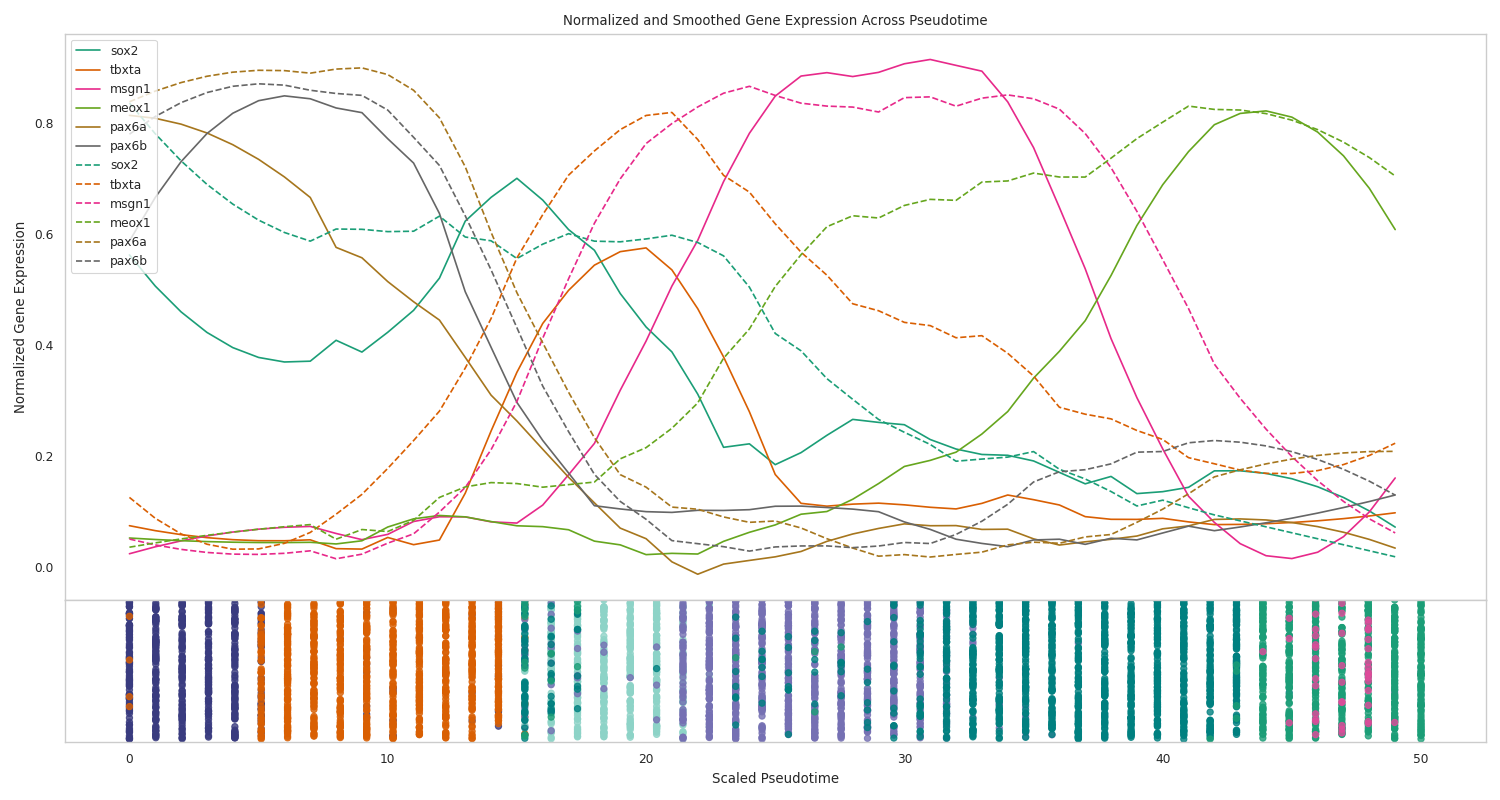 Normalized and Smoothed Gene Expression Across Pseudotime
sox2
tbxta
msgn1
meox1
pax6a
pax6b
sox2
tbxta
msgn1
meox1
pax6a
pax6b
Normalized Gene Expression
0.8
0.6
0.4
0.2
0.0
0 10 20 30 40 50
Scaled Pseudotime